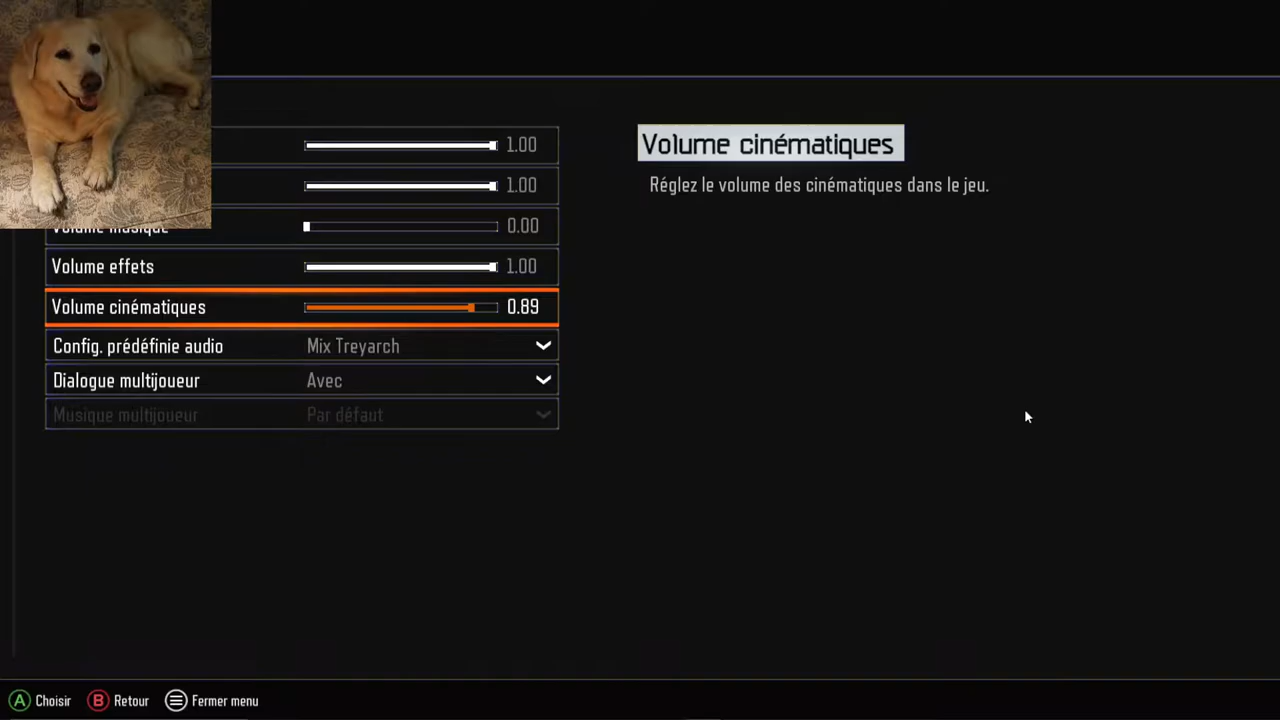 1.00
1.00
Volume musique 0.00
Volume effets 1.00
Volume cinématiques 0.89
Config. prédéfinie audio Mix Treyarch
Dialogue multijoueur Avec
Musique multijoueur Par défaut
Volume cinématiques
Réglez le volume des cinématiques dans le jeu.
A Choisir B Retour Fermer menu